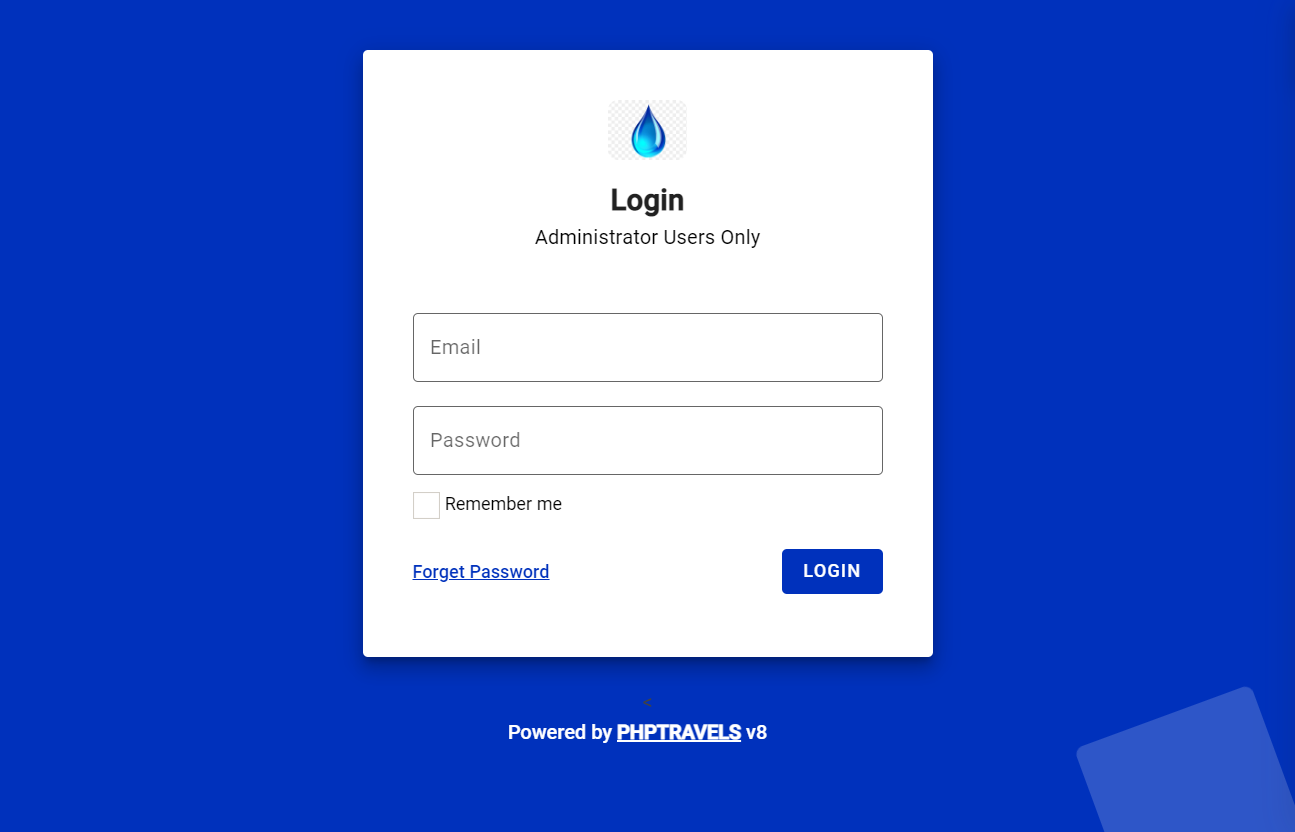 Login
Administrator Users Only
Email
Password
Remember me
Forget Password
LOGIN
<
Powered by PHPTRAVELS v8